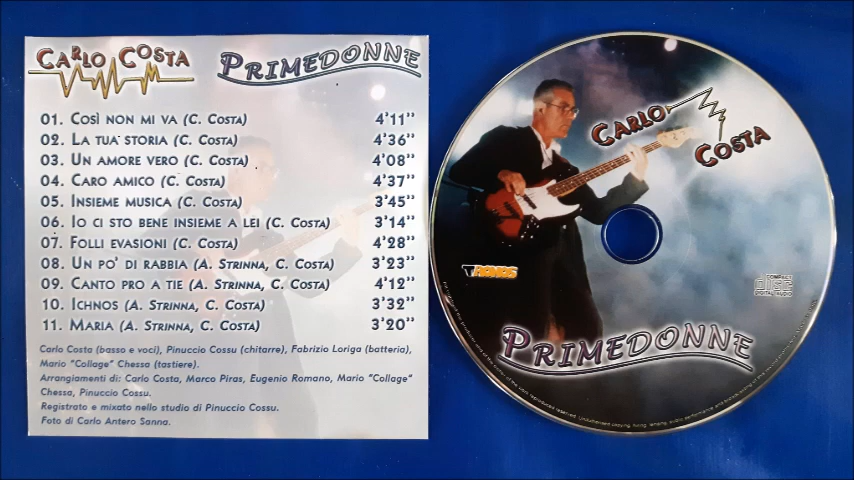 CARLO COSTA
PRIMEDONNE
01. COSÌ NON MI VA (C. COSTA) 4'11"
02. LA TUA STORIA (C. COSTA) 4'36"
03. UN AMORE VERO (C. COSTA) 4'08"
04. CARO AMICO (C. COSTA) 4'37"
05. INSIEME MUSICA (C. COSTA) 3'45"
06. IO CI STO BENE INSIEME A LEI (C. COSTA) 3'14"
07. FOLLI EVASIONI (C. COSTA) 4'28"
08. UN PO' DI RABBIA (A. STRINNA, C. COSTA) 3'23"
09. CANTO PRO A TIE (A. STRINNA, C. COSTA) 4'12"
10. ICHNOS (A. STRINNA, C. COSTA) 3'32"
11. MARIA (A. STRINNA, C. COSTA) 3'20"
Carlo Costa (basso e voci), Pinuccio Cossu (chitarre), Fabrizio Loriga (batteria),
Mario "Collage" Chessa (tastiere).
Arrangiamenti di: Carlo Costa, Marco Piras, Eugenio Romano, Mario "Collage"
Chessa, Pinuccio Cossu.
Registrato e mixato nello studio di Pinuccio Cossu.
Foto di Carlo Antero Sanna.
CARLO
COSTA
COMPACT
disc
DIGITAL AUDIO
PRIMEDONNE